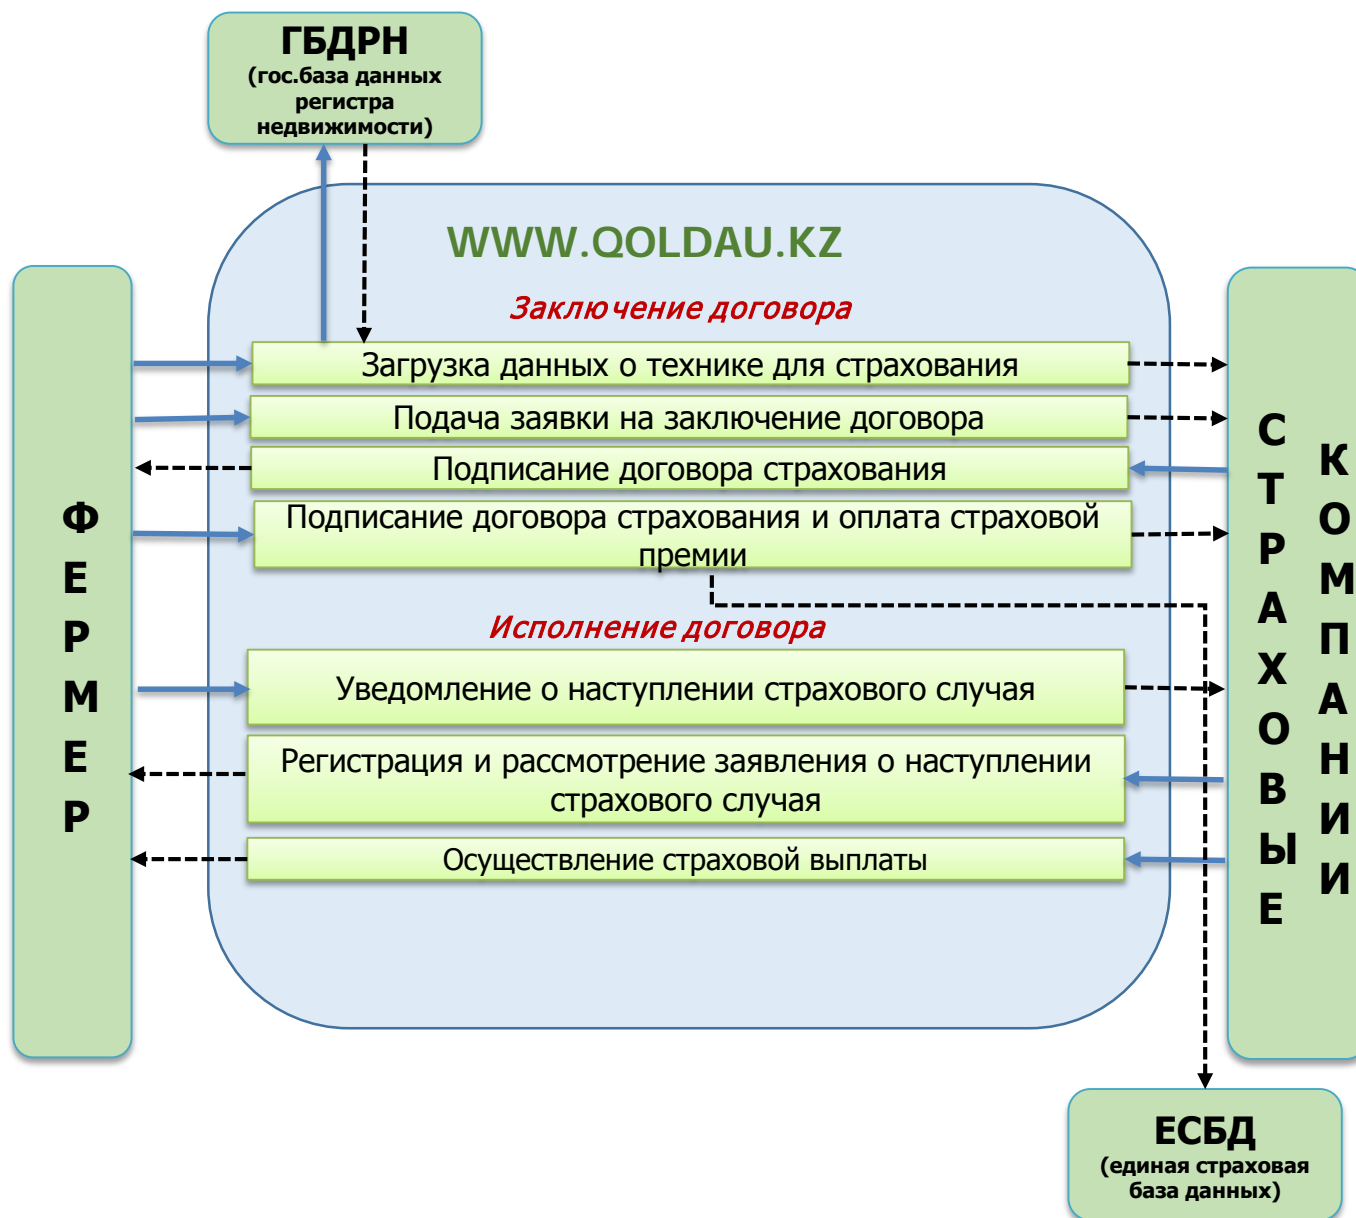 ГБДРН
(гос.база данных
регистра
недвижимости)
WWW.QOLDAU.KZ
Заключение договора
Загрузка данных о технике для страхования
Подача заявки на заключение договора
Подписание договора страхования
Подписание договора страхования и оплата страховой
премии
Исполнение договора
Уведомление о наступлении страхового случая
Регистрация и рассмотрение заявления о наступлении
страхового случая
Осуществление страховой выплаты
ФЕРМЕР
СТРАХОВЫЕ
КОМПАНИИ
ЕСБД
(единая страховая
база данных)